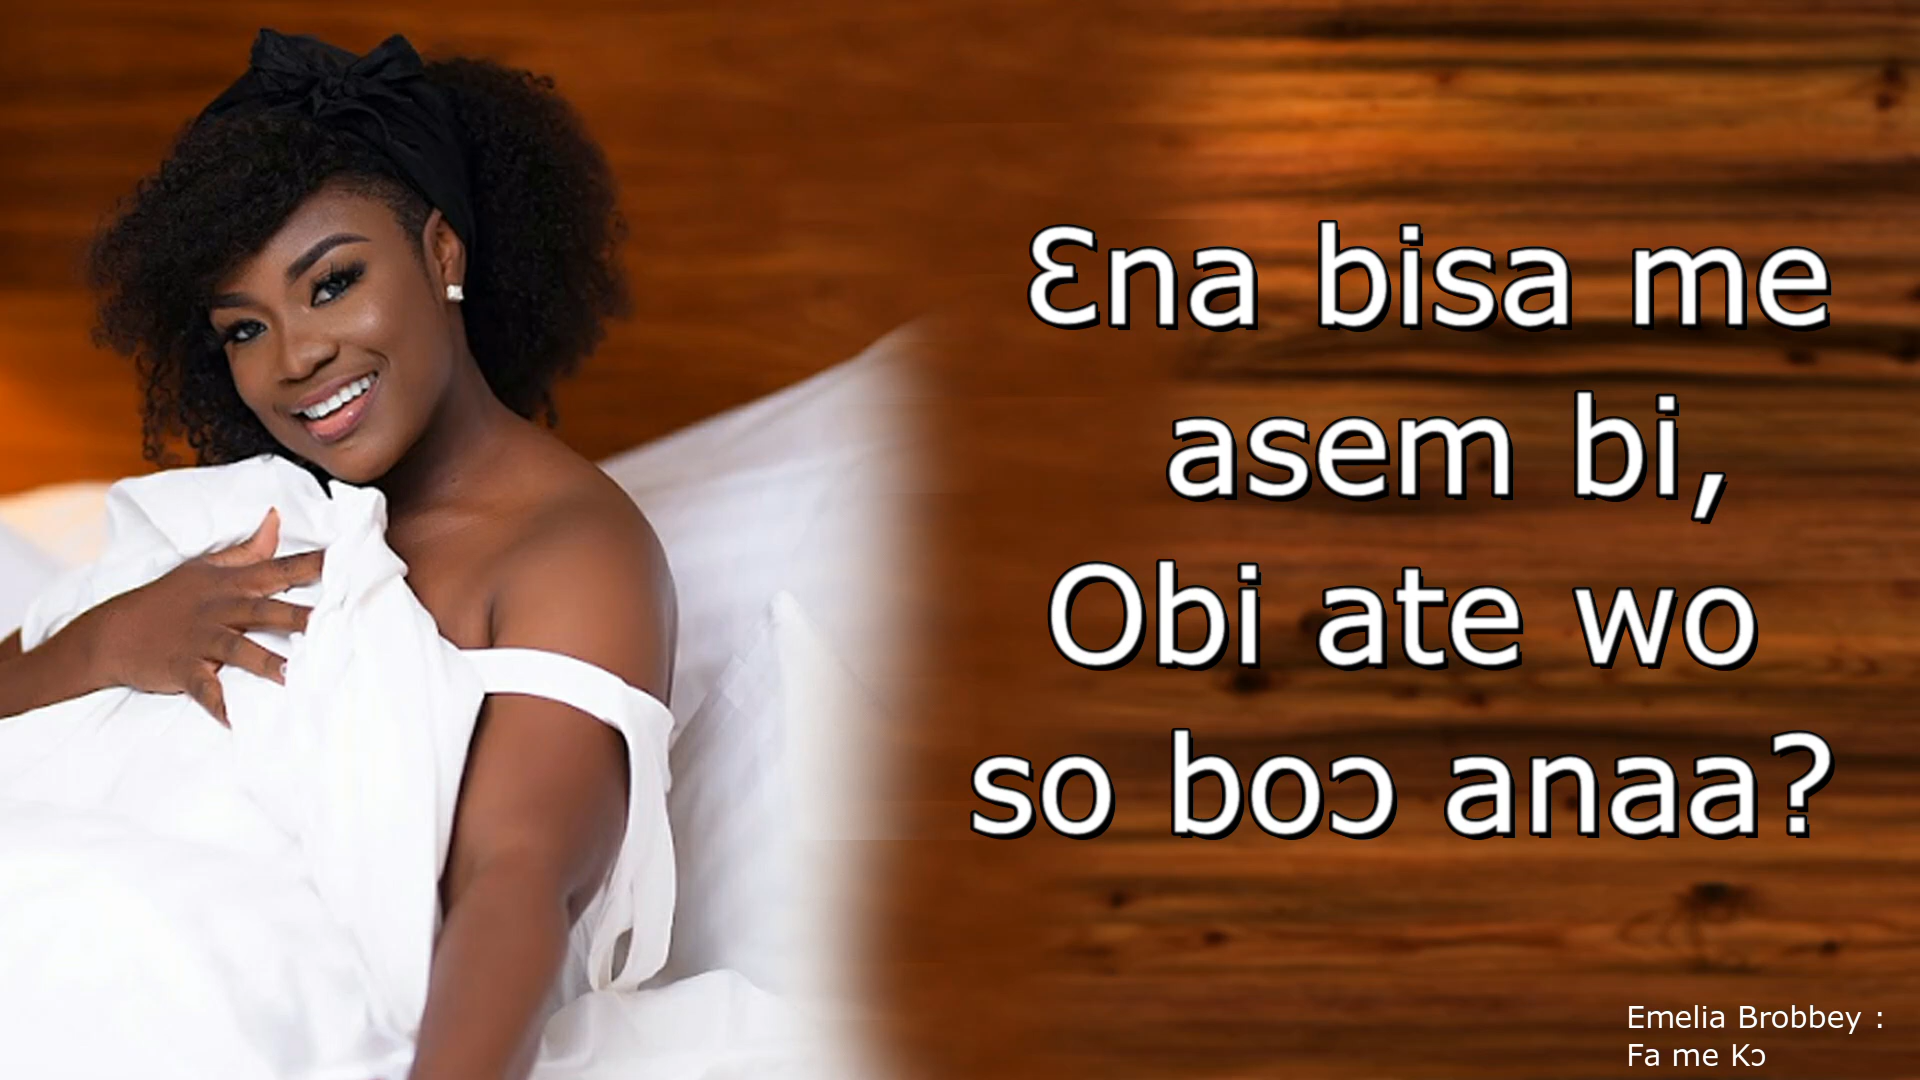 Ɛna bisa me
asem bi,
Obi ate wo
so boɔ anaa?
Emelia Brobbey :
Fa me Kɔ